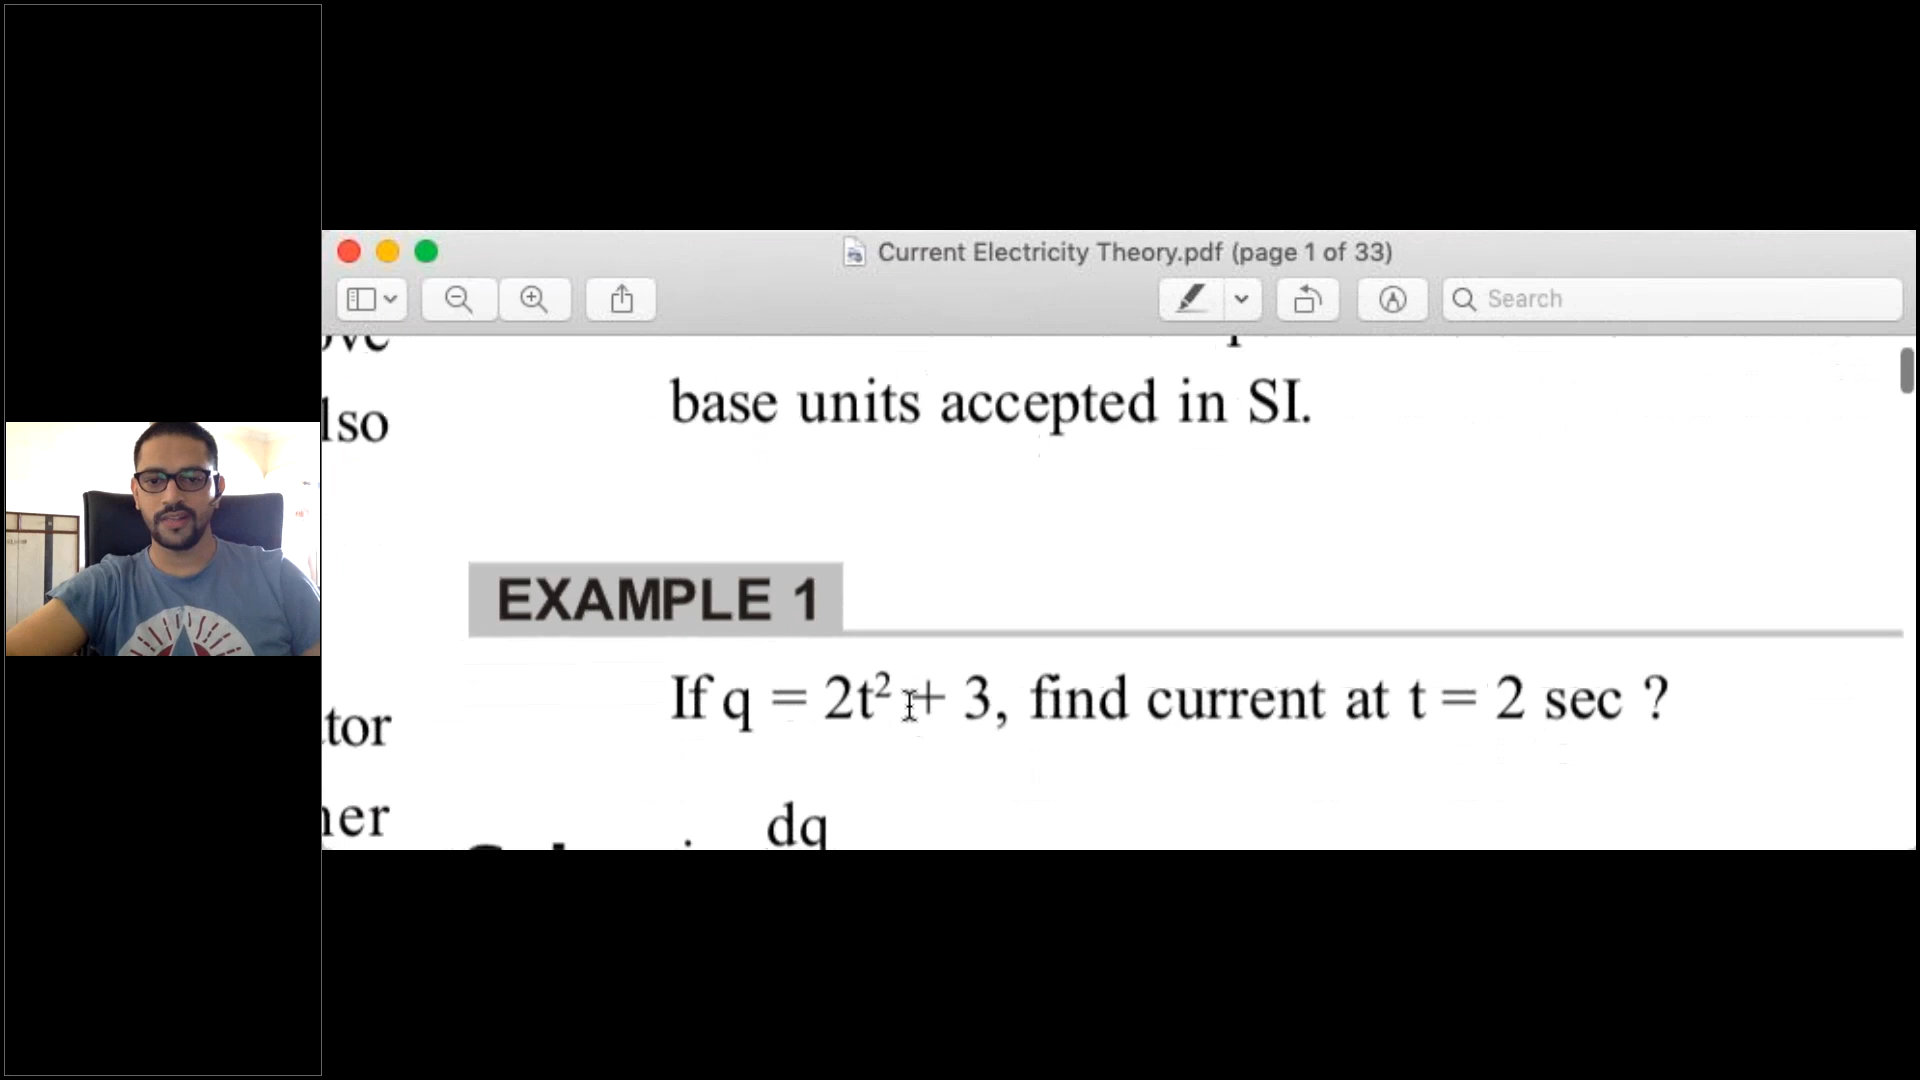 Current Electricity Theory.pdf (page 1 of 33)
Search
base units accepted in SI.
lso
EXAMPLE 1
If q = 2t² + 3, find current at t = 2 sec ?
tor
her
dq